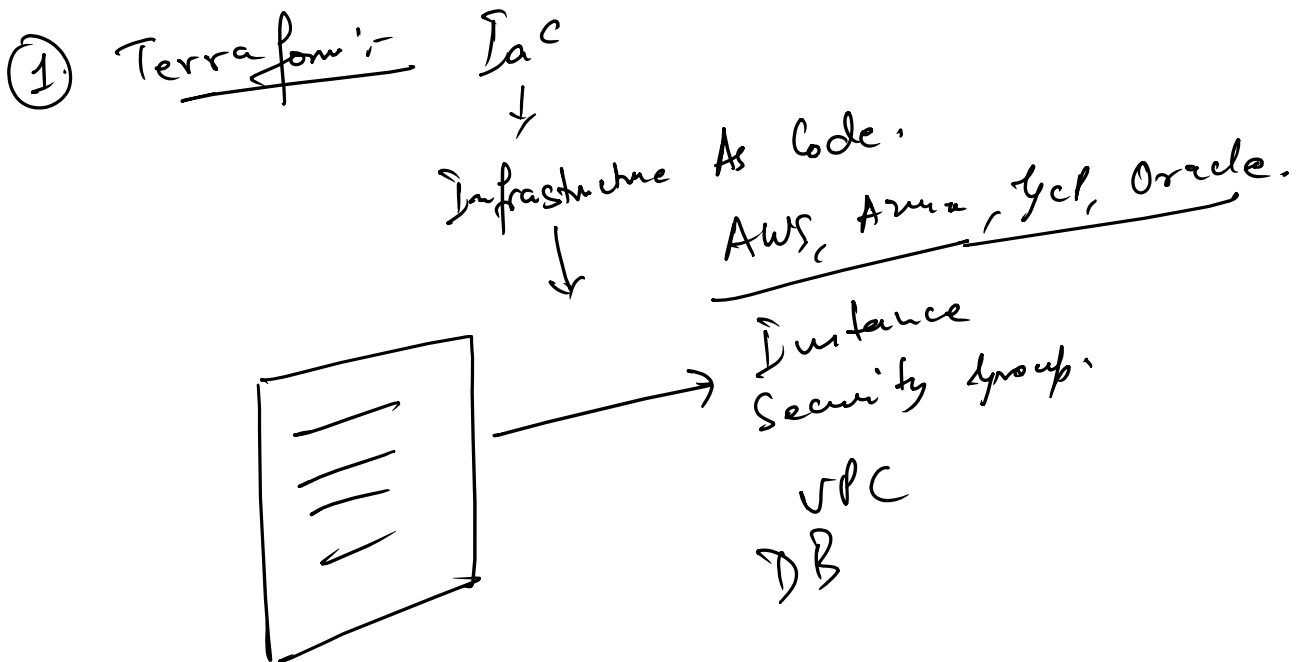 1. Terraform :- IaC
Infrastructure As Code.
AWS, Azure, GCP, Oracle.
Instance
Security Group.
VPC
DB